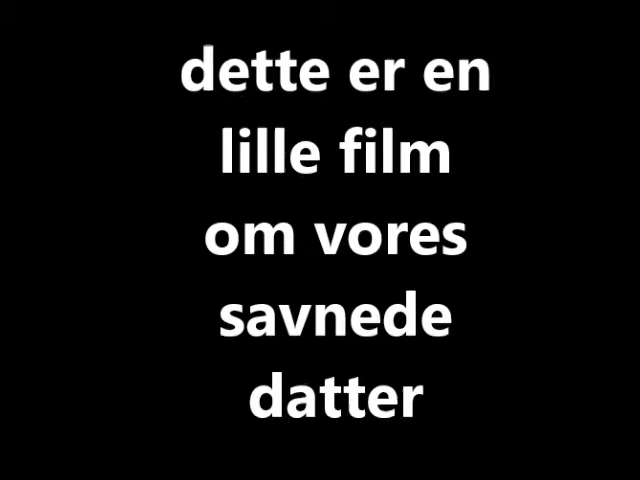 dette er en
lille film
om vores
savnede
datter